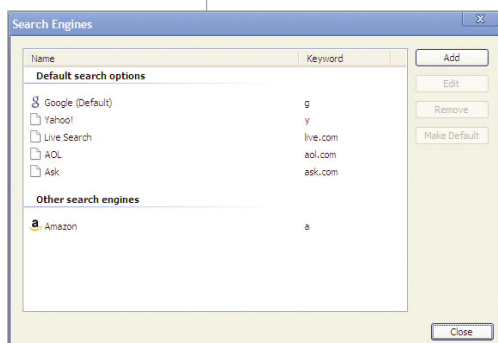 Search Engines
Name Keyword Add
Default search options
Edit
Google (Default) g
Remove
Yahoo! y
Live Search live.com
Make Default
AOL aol.com
Ask ask.com
Other search engines
a Amazon a
Close